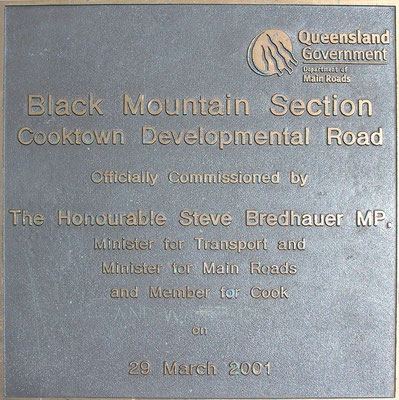 Queensland
Government
Department of
Main Roads
Black Mountain Section
Cooktown Developmental Road
Officially Commissioned by
The Honourable Steve Bredhauer MP,
Minister for Transport and
Minister for Main Roads
and Member for Cook
on
29 March 2001